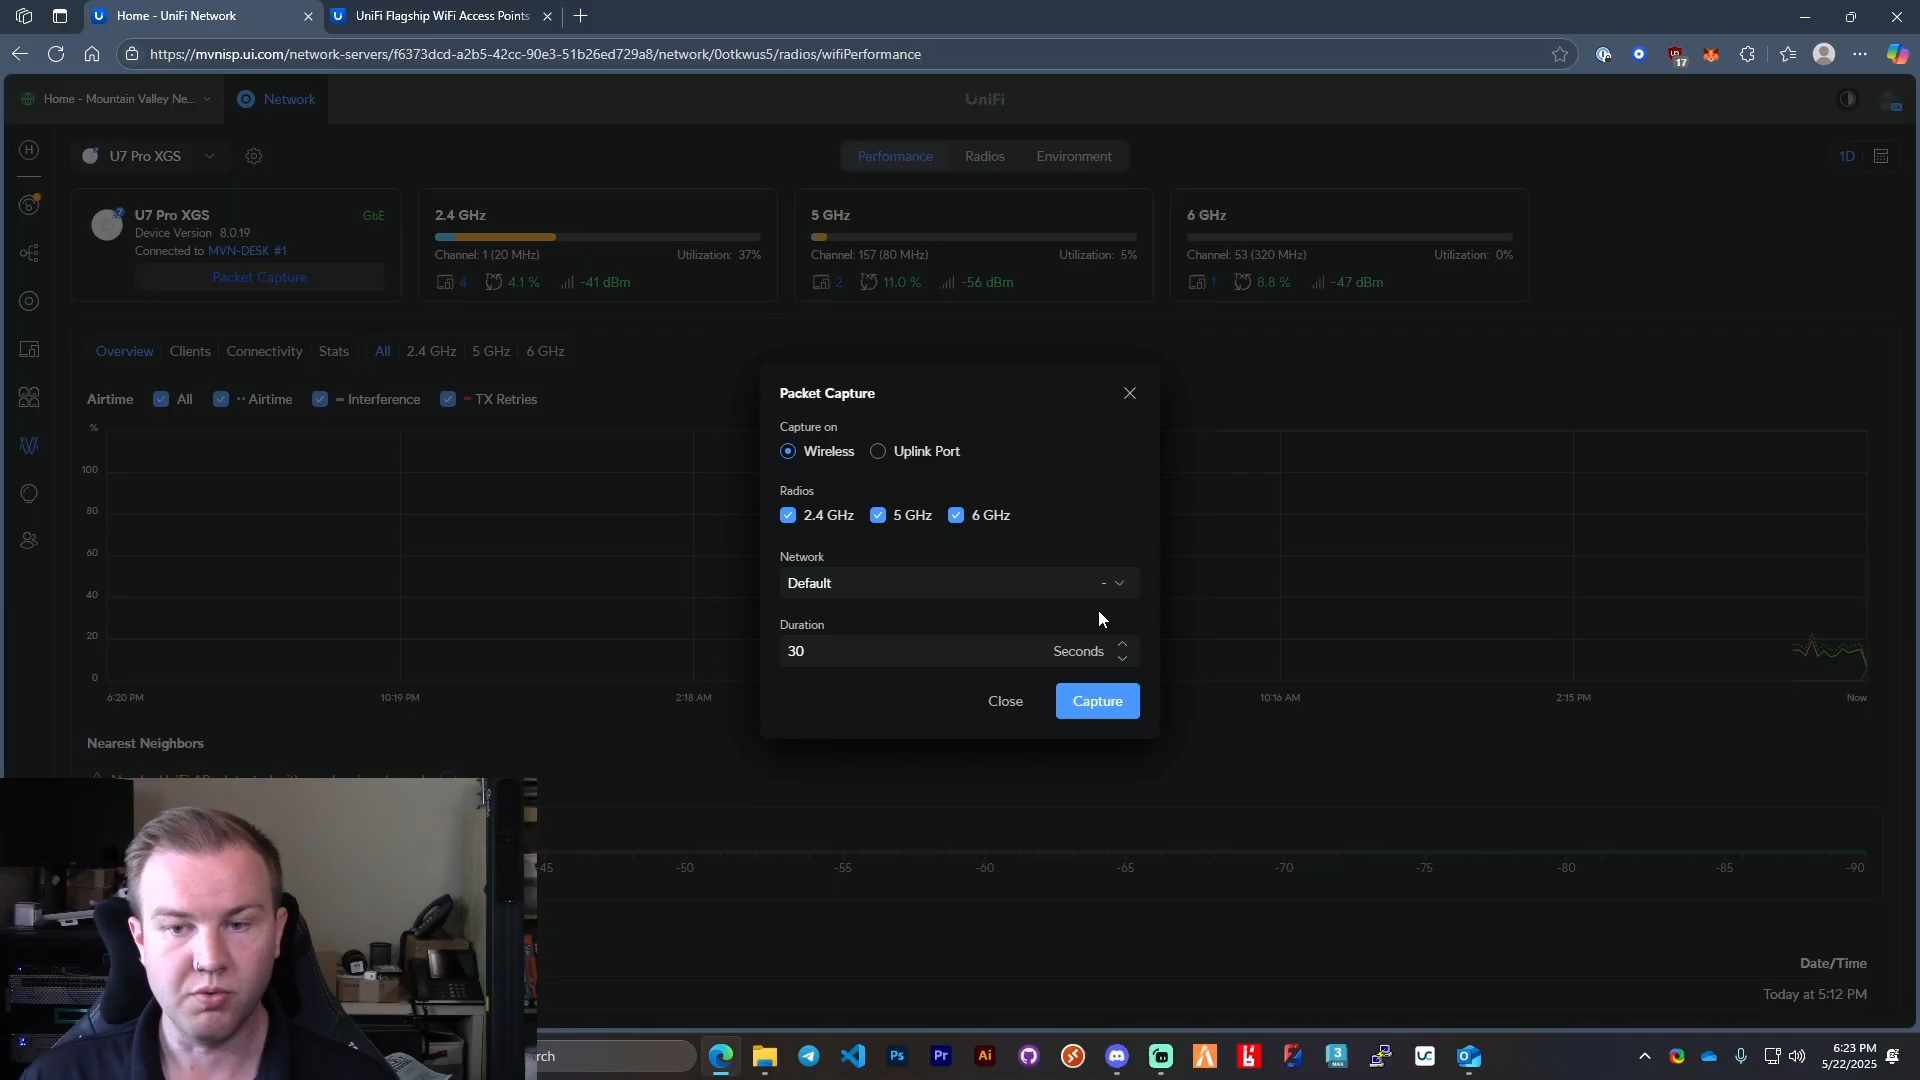 Home - UniFi Network
UniFi Flagship WiFi Access Points
https://mvnisp.ui.com/network-servers/f6373dcd-a2b5-42cc-90e3-51b26ed729a8/network/0otkwus5/radios/wifiPerformance
17
Home - Mountain Valley Ne...
Network
UniFi
U7 Pro XGS
Performance
Radios
Environment
1D
U7 Pro XGS
GbE
Device Version 8.0.19
Connected to MVN-DESK #1
Packet Capture
2.4 GHz
Channel: 1 (20 MHz)
Utilization: 37%
4
4.1 %
-41 dBm
5 GHz
Channel: 157 (80 MHz)
Utilization: 5%
2
11.0 %
-56 dBm
6 GHz
Channel: 53 (320 MHz)
Utilization: 0%
1
8.8 %
-47 dBm
Overview Clients Connectivity Stats All 2.4 GHz 5 GHz 6 GHz
Airtime All Airtime Interference TX Retries
%
100
80
60
40
20
0
6:20 PM
10:19 PM
2:18 AM
10:16 AM
2:15 PM
Now
Packet Capture
Capture on
Wireless Uplink Port
Radios
2.4 GHz 5 GHz 6 GHz
Network
Default -
Duration
30 Seconds
Close Capture
Nearest Neighbors
-45 -50 -55 -60 -65 -70 -75 -80 -85 -90
Date/Time
Today at 5:12 PM
rch
Ps
Pr
Ai
3
MAX
6:23 PM
5/22/2025